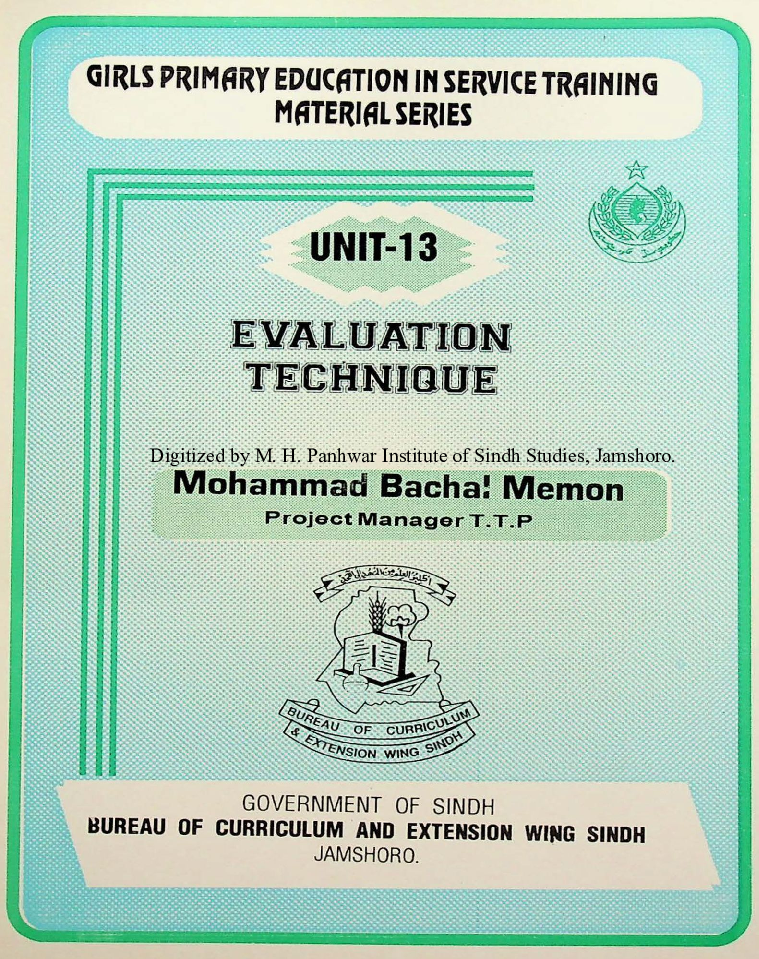 GIRLS PRIMARY EDUCATION IN SERVICE TRAINING
MATERIAL SERIES
UNIT-13
EVALUATION
TECHNIQUE
Digitized by M. H. Panhwar Institute of Sindh Studies, Jamshoro.
Mohammad Bachal Memon
Project Manager T.T.P
BUREAU OF CURRICULUM
& EXTENSION WING SINDH
GOVERNMENT OF SINDH
BUREAU OF CURRICULUM AND EXTENSION WING SINDH
JAMSHORO.